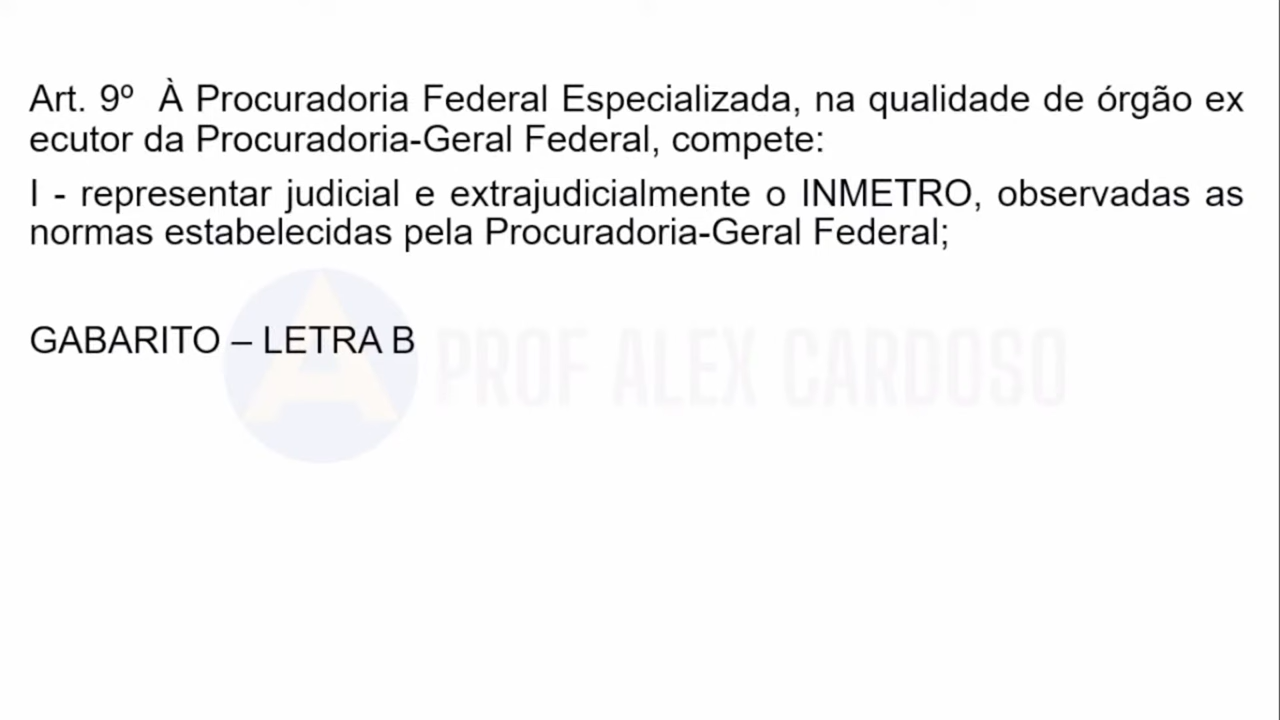 Art. 9º À Procuradoria Federal Especializada, na qualidade de órgão ex
ecutor da Procuradoria-Geral Federal, compete:
I - representar judicial e extrajudicialmente o INMETRO, observadas as
normas estabelecidas pela Procuradoria-Geral Federal;
GABARITO – LETRA B
A PROF ALEX CARDOSO